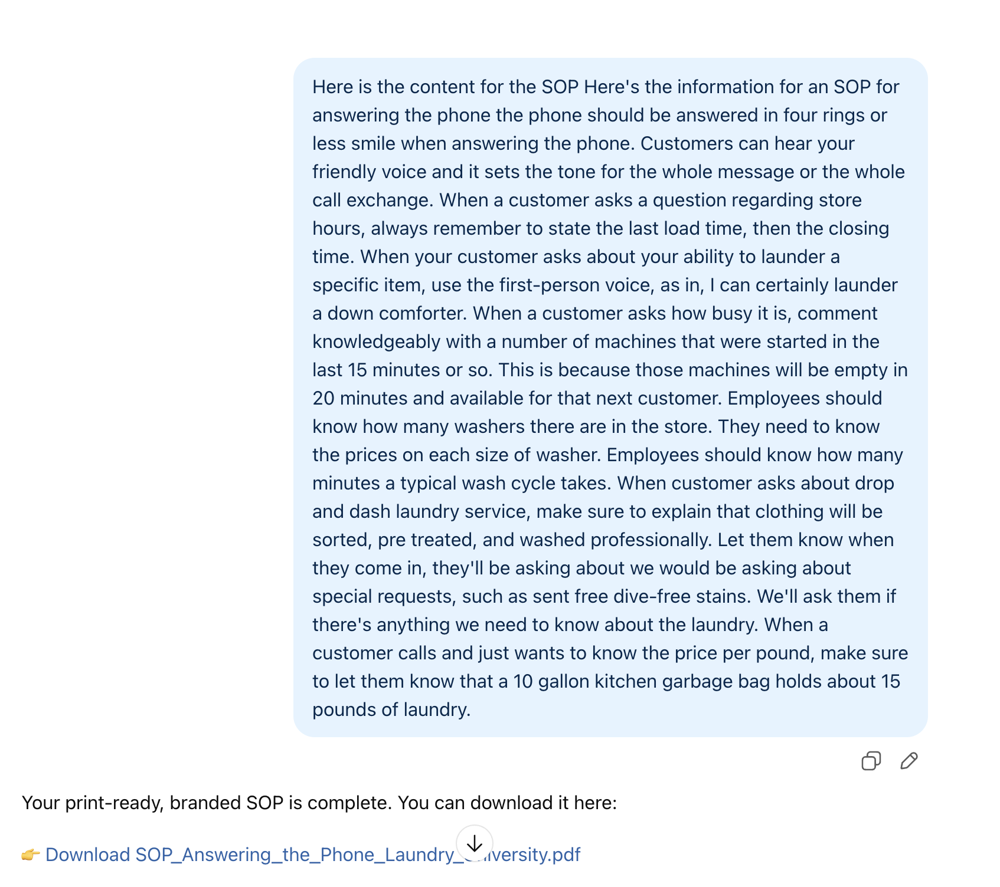 Here is the content for the SOP Here's the information for an SOP for
answering the phone the phone should be answered in four rings or
less smile when answering the phone. Customers can hear your
friendly voice and it sets the tone for the whole message or the whole
call exchange. When a customer asks a question regarding store
hours, always remember to state the last load time, then the closing
time. When your customer asks about your ability to launder a
specific item, use the first-person voice, as in, I can certainly launder
a down comforter. When a customer asks how busy it is, comment
knowledgeably with a number of machines that were started in the
last 15 minutes or so. This is because those machines will be empty in
20 minutes and available for that next customer. Employees should
know how many washers there are in the store. They need to know
the prices on each size of washer. Employees should know how many
minutes a typical wash cycle takes. When customer asks about drop
and dash laundry service, make sure to explain that clothing will be
sorted, pre treated, and washed professionally. Let them know when
they come in, they'll be asking about we would be asking about
special requests, such as sent free dive-free stains. We'll ask them if
there's anything we need to know about the laundry. When a
customer calls and just wants to know the price per pound, make sure
to let them know that a 10 gallon kitchen garbage bag holds about 15
pounds of laundry.
Your print-ready, branded SOP is complete. You can download it here:
👉 Download SOP_Answering_the_Phone_Laundry_